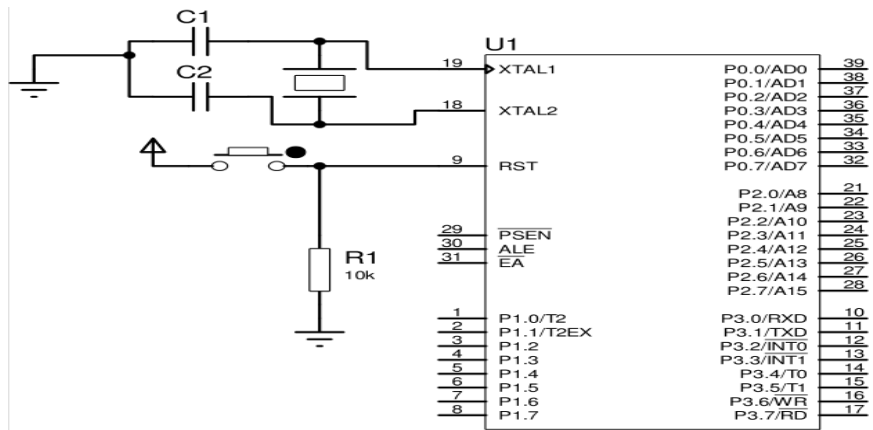 C1
U1
C2
19 XTAL1
18 XTAL2
9 RST
29 PSEN
30 ALE
31 EA
R1
10k
1 P1.0/T2
2 P1.1/T2EX
3 P1.2
4 P1.3
5 P1.4
6 P1.5
7 P1.6
8 P1.7
P0.0/AD0 39
P0.1/AD1 38
P0.2/AD2 37
P0.3/AD3 36
P0.4/AD4 35
P0.5/AD5 34
P0.6/AD6 33
P0.7/AD7 32
P2.0/A8 21
P2.1/A9 22
P2.2/A10 23
P2.3/A11 24
P2.4/A12 25
P2.5/A13 26
P2.6/A14 27
P2.7/A15 28
P3.0/RXD 10
P3.1/TXD 11
P3.2/INT0 12
P3.3/INT1 13
P3.4/T0 14
P3.5/T1 15
P3.6/WR 16
P3.7/RD 17